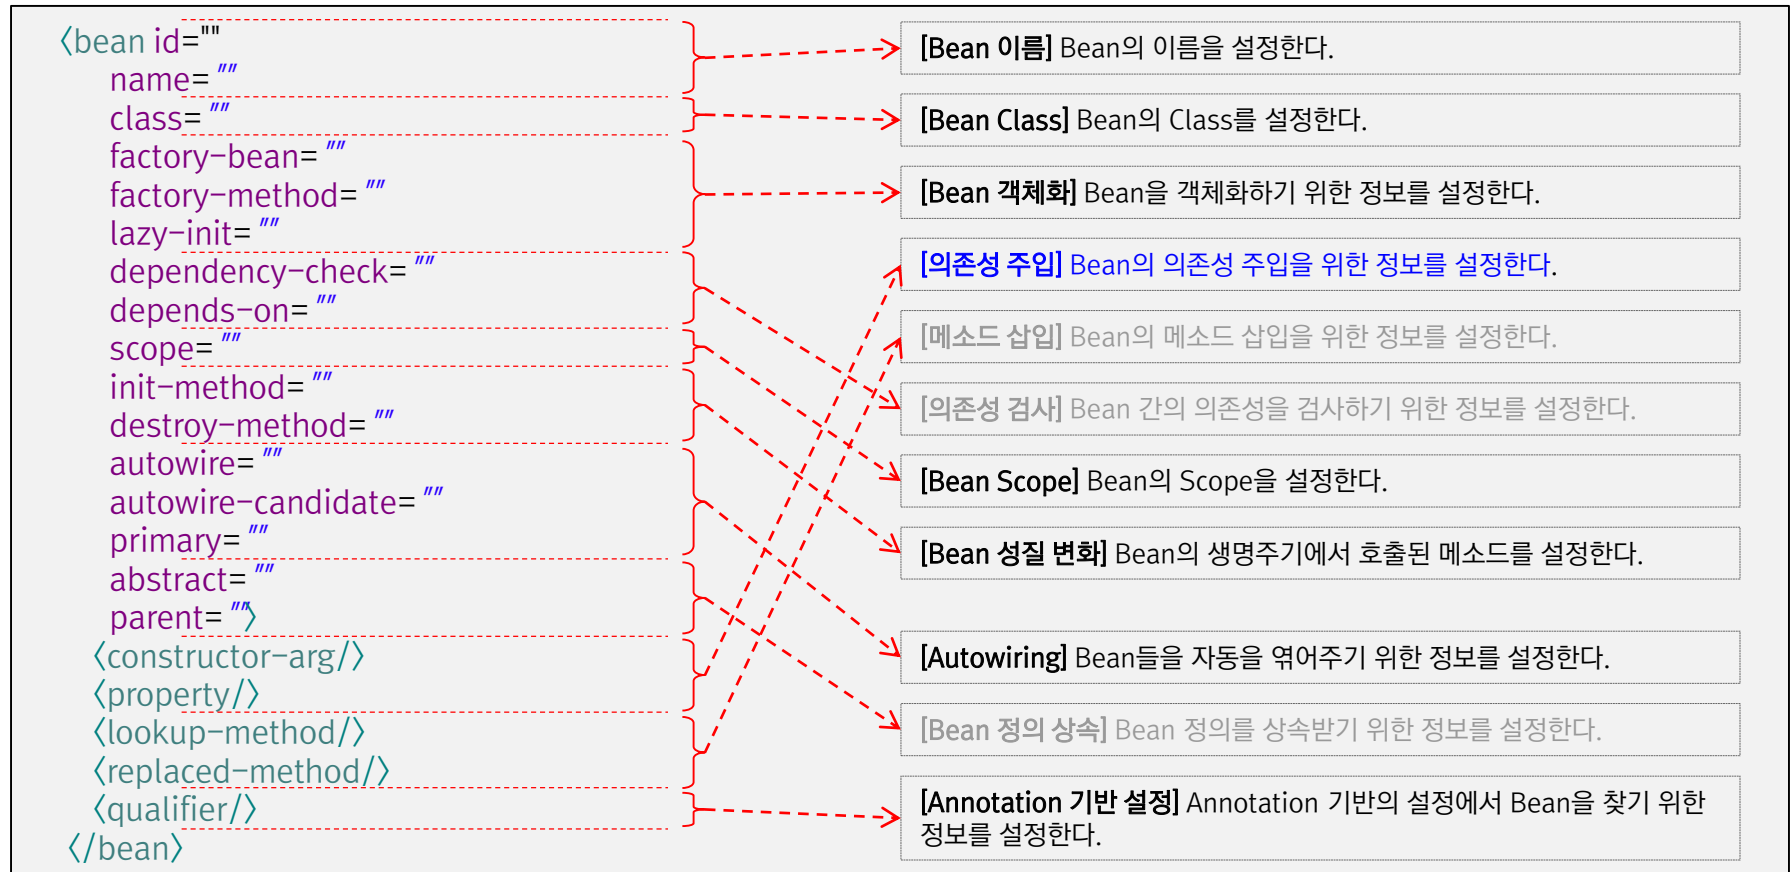 <bean id=""
name=""
class=""
factory-bean=""
factory-method=""
lazy-init=""
dependency-check=""
depends-on=""
scope=""
init-method=""
destroy-method=""
autowire=""
autowire-candidate=""
primary=""
abstract=""
parent="">
<constructor-arg/>
<property/>
<lookup-method/>
<replaced-method/>
<qualifier/>
</bean>
[Bean 이름] Bean의 이름을 설정한다.
[Bean Class] Bean의 Class를 설정한다.
[Bean 객체화] Bean을 객체화하기 위한 정보를 설정한다.
[의존성 주입] Bean의 의존성 주입을 위한 정보를 설정한다.
[메소드 삽입] Bean의 메소드 삽입을 위한 정보를 설정한다.
[의존성 검사] Bean 간의 의존성을 검사하기 위한 정보를 설정한다.
[Bean Scope] Bean의 Scope을 설정한다.
[Bean 성질 변화] Bean의 생명주기에서 호출된 메소드를 설정한다.
[Autowiring] Bean들을 자동을 엮어주기 위한 정보를 설정한다.
[Bean 정의 상속] Bean 정의를 상속받기 위한 정보를 설정한다.
[Annotation 기반 설정] Annotation 기반의 설정에서 Bean을 찾기 위한
정보를 설정한다.